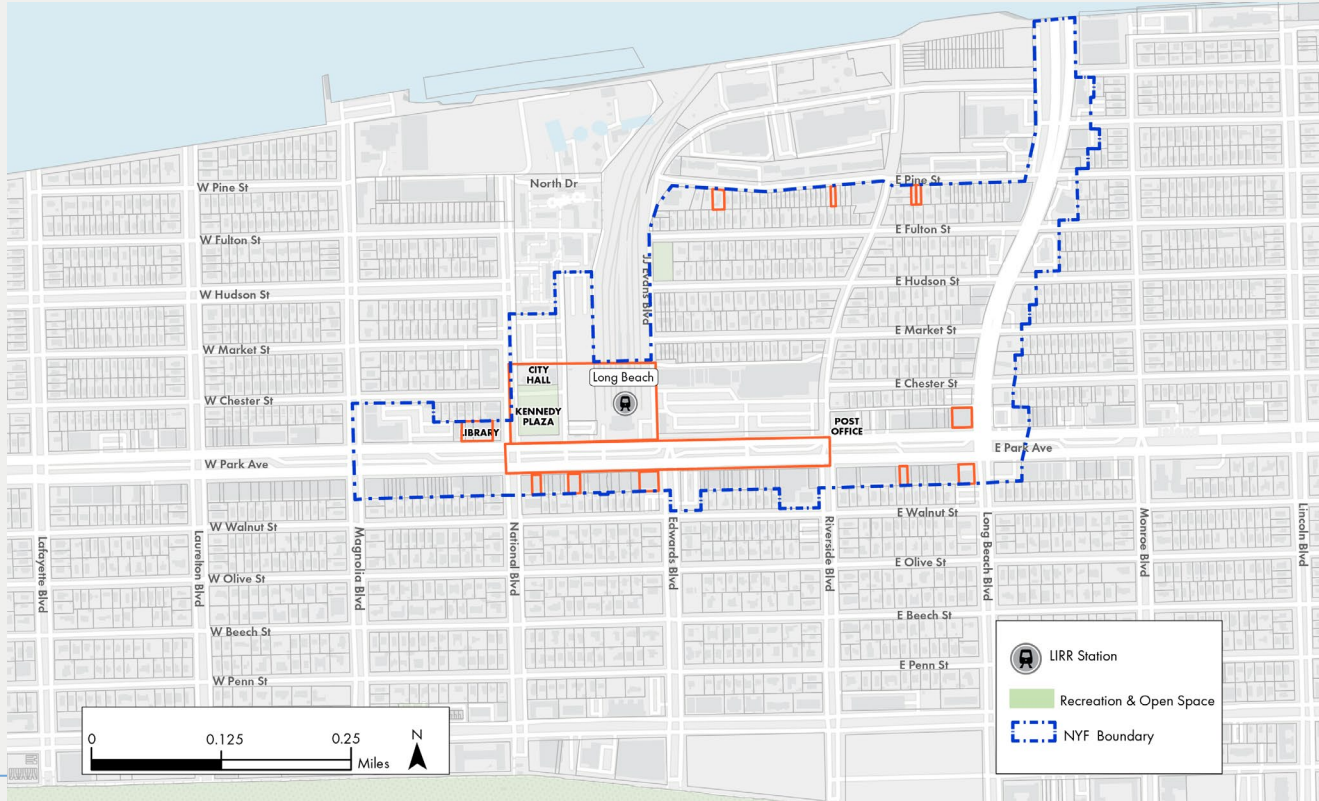 W Pine St
North Dr
E Pine St
W Fulton St
E Fulton St
JJ Evans Blvd
W Hudson St
E Hudson St
W Market St
E Market St
CITY
HALL
Long Beach
W Chester St
E Chester St
KENNEDY
PLAZA
LIBRARY
POST
OFFICE
W Park Ave
E Park Ave
W Walnut St
E Walnut St
Lafayette Blvd
Laurelton Blvd
Magnolia Blvd
National Blvd
Edwards Blvd
Riverside Blvd
Long Beach Blvd
Monroe Blvd
Lincoln Blvd
W Olive St
E Olive St
W Beech St
E Beech St
W Penn St
E Penn St
LIRR Station
Recreation & Open Space
NYF Boundary
0 0.125 0.25
Miles
N